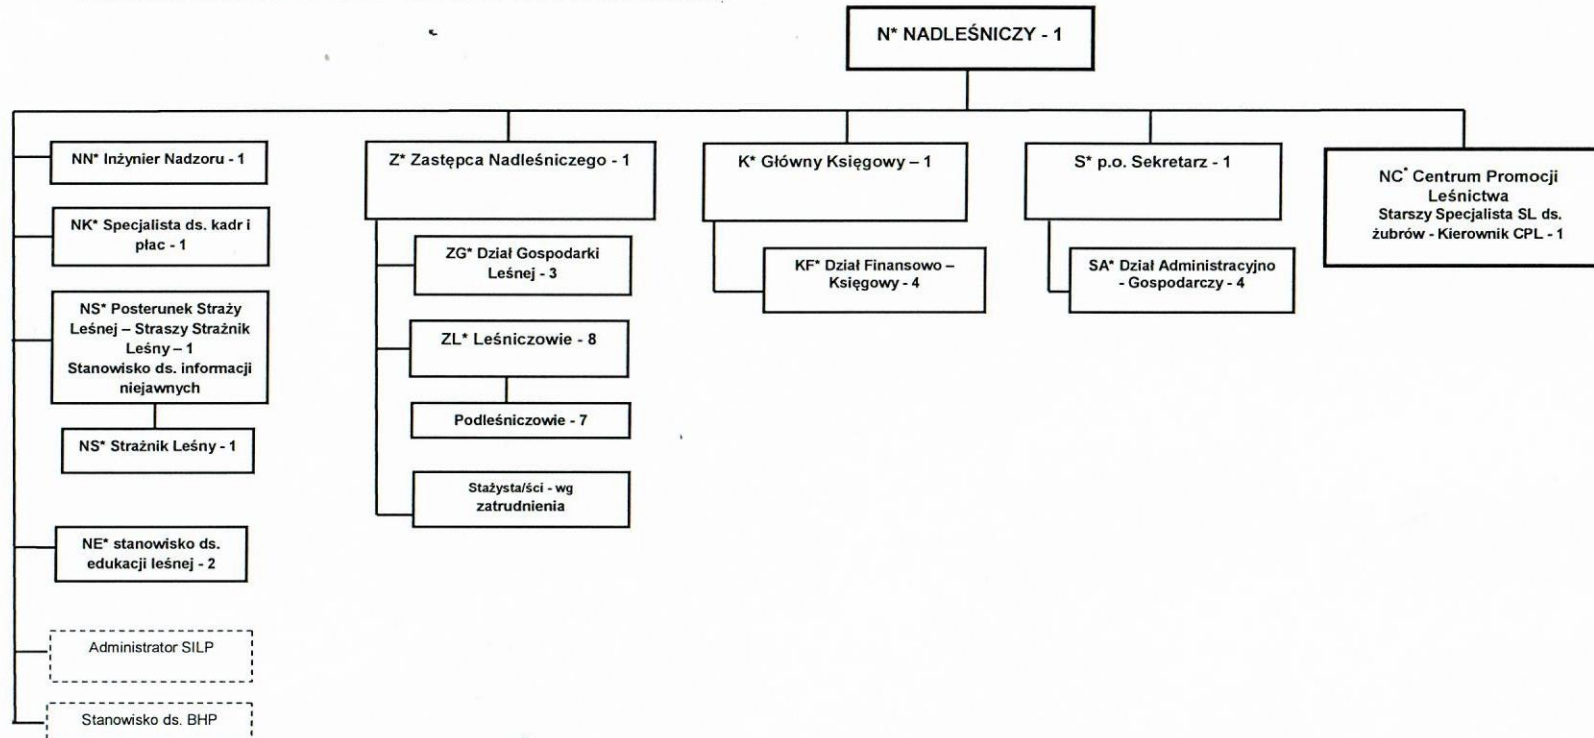 N* NADLEŚNICZY - 1
NN* Inżynier Nadzoru - 1
NK* Specjalista ds. kadr i
płac - 1
NS* Posterunek Straży
Leśnej – Straszy Strażnik
Leśny – 1
Stanowisko ds. informacji
niejawnych
NS* Strażnik Leśny - 1
NE* stanowisko ds.
edukacji leśnej - 2
Administrator SILP
Stanowisko ds. BHP
Z* Zastępca Nadleśniczego - 1
ZG* Dział Gospodarki
Leśnej - 3
ZL* Leśniczowie - 8
Podleśniczowie - 7
Stażysta/ści - wg
zatrudnienia
K* Główny Księgowy – 1
KF* Dział Finansowo –
Księgowy - 4
S* p.o. Sekretarz - 1
SA* Dział Administracyjno
- Gospodarczy - 4
NC* Centrum Promocji
Leśnictwa
Starszy Specjalista SL ds.
żubrów - Kierownik CPL - 1